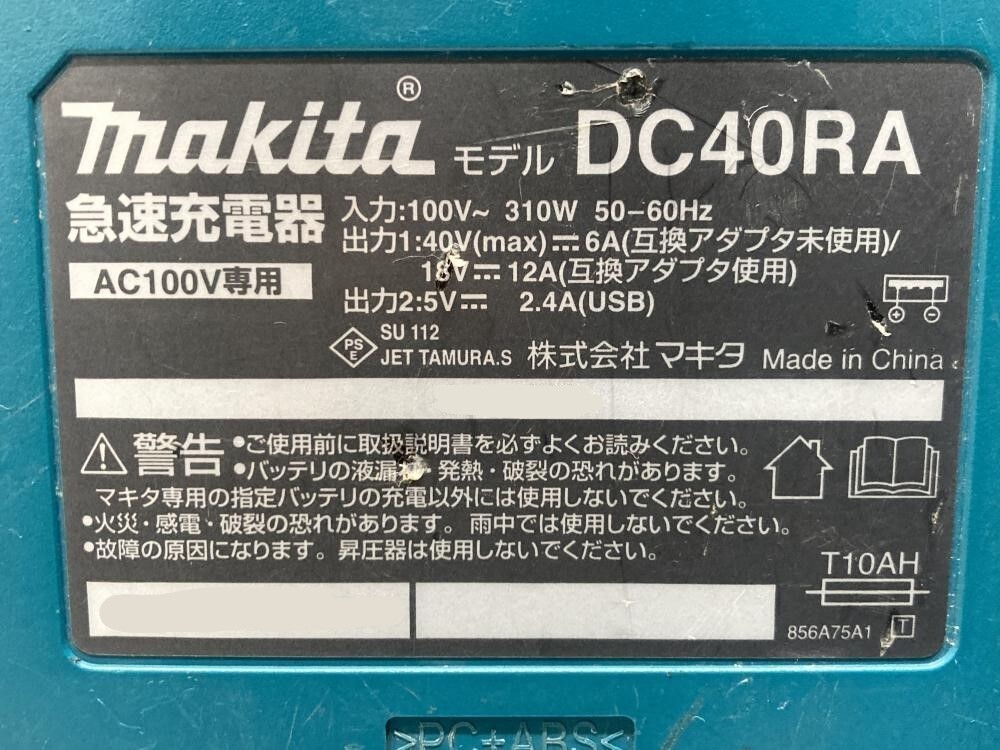 makita® モデル DC40RA
急速充電器
AC100V専用
入力:100V~ 310W 50-60Hz
出力1:40V(max)⎓6A(互換アダプタ未使用)/
18V⎓12A(互換アダプタ使用)
出力2:5V⎓ 2.4A(USB)
PS
E
SU 112
JET TAMURA.S 株式会社 マキタ Made in China
警告 •ご使用前に取扱説明書を必ずよくお読みください。
•バッテリの液漏れ・発熱・破裂の恐れがあります。
マキタ専用の指定バッテリの充電以外には使用しないでください。
•火災・感電・破裂の恐れがあります。雨中では使用しないでください。
•故障の原因になります。昇圧器は使用しないでください。
T10AH
856A75A1 T
>PC+ABS<